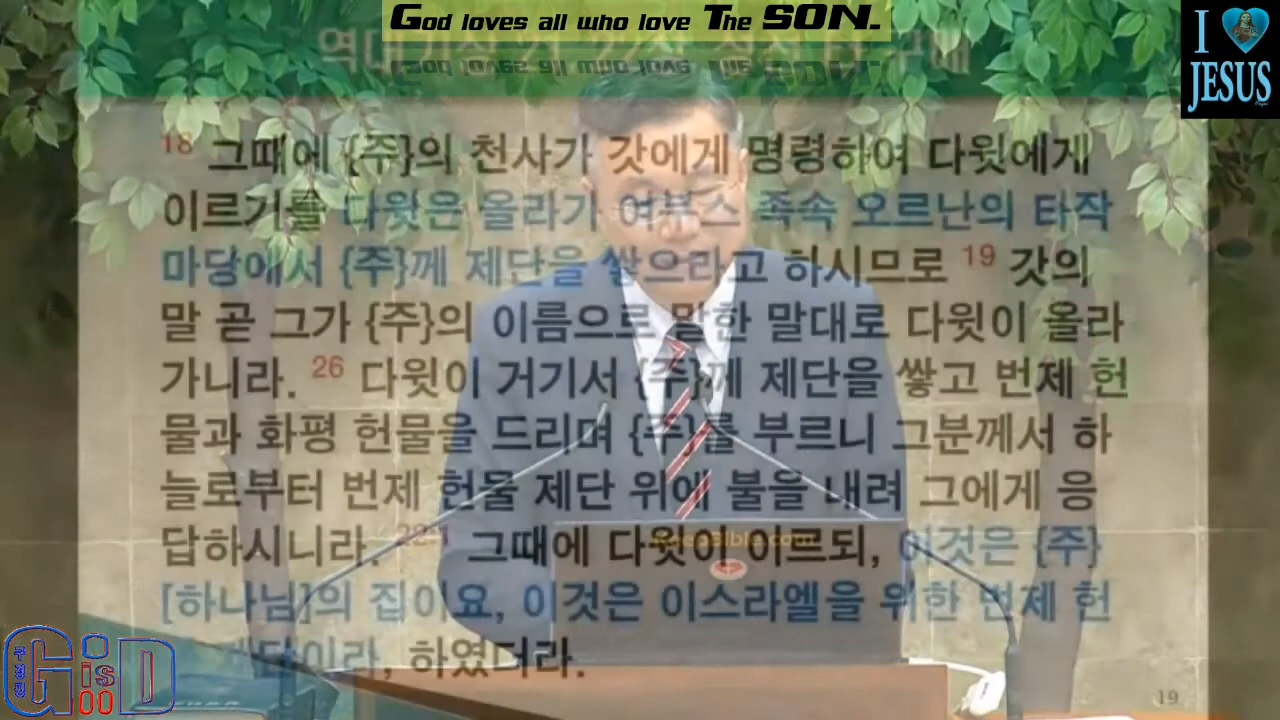 God loves all who love The SON.
I
JESUS
18 그때에 {주}의 천사가 갓에게 명령하여 다윗에게
이르기를 다윗은 올라가 여부스 족속 오르난의 타작
마당에서 {주}께 제단을 쌓으라고 하시므로 19 갓의
말 곧 그가 {주}의 이름으로 말한 말대로 다윗이 올라
가니라. 26 다윗이 거기서 {주}께 제단을 쌓고 번제 헌
물과 화평 헌물을 드리며 {주}를 부르니 그분께서 하
늘로부터 번제 헌물 제단 위에 불을 내려 그에게 응
답하시니라. 그때에 다윗이 이르되, 이것은 {주}
[하나님]의 집이요, 이것은 이스라엘을 위한 번제 헌
제단이라, 하였더라.
KeepBible.com
GisooD
19